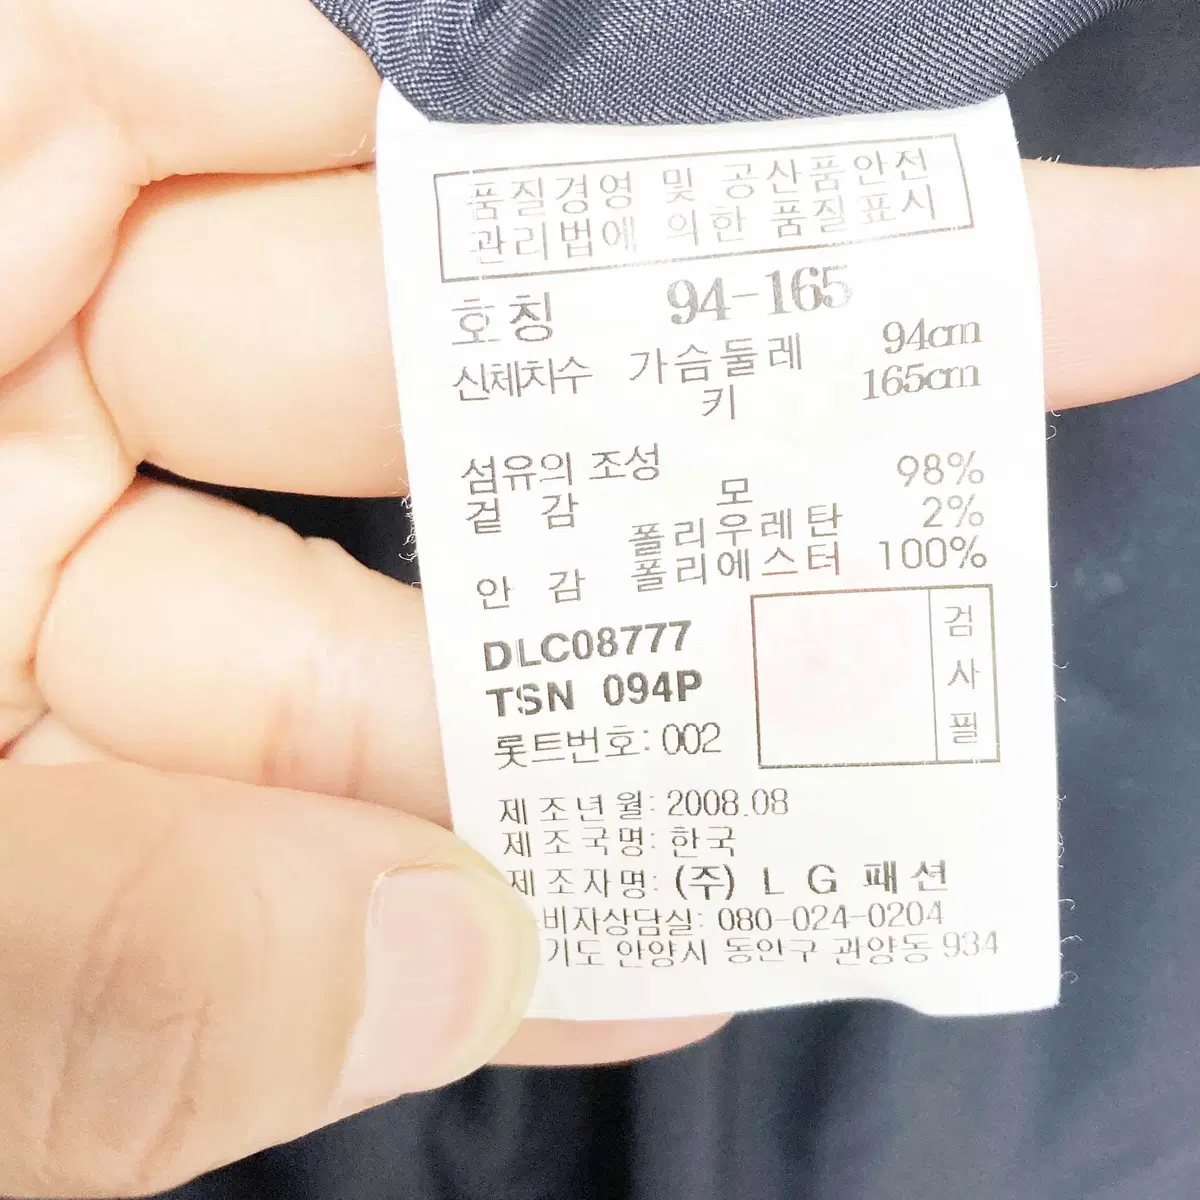 품질경영 및 공산품안전
관리법에 의한 품질표시
호칭 94-165
신체치수 가슴둘레 94cm
키 165cm
섬유의 조성
겉 감 모 98%
폴리우레탄 2%
안 감 폴리에스터 100%
DLC08777
TSN 094P
검사필
롯트번호: 002
제조년월: 2008.08
제조국명: 한국
제조자명: (주) L G 패션
비자상담실: 080-024-0204
기도 안양시 동안구 관양동 934